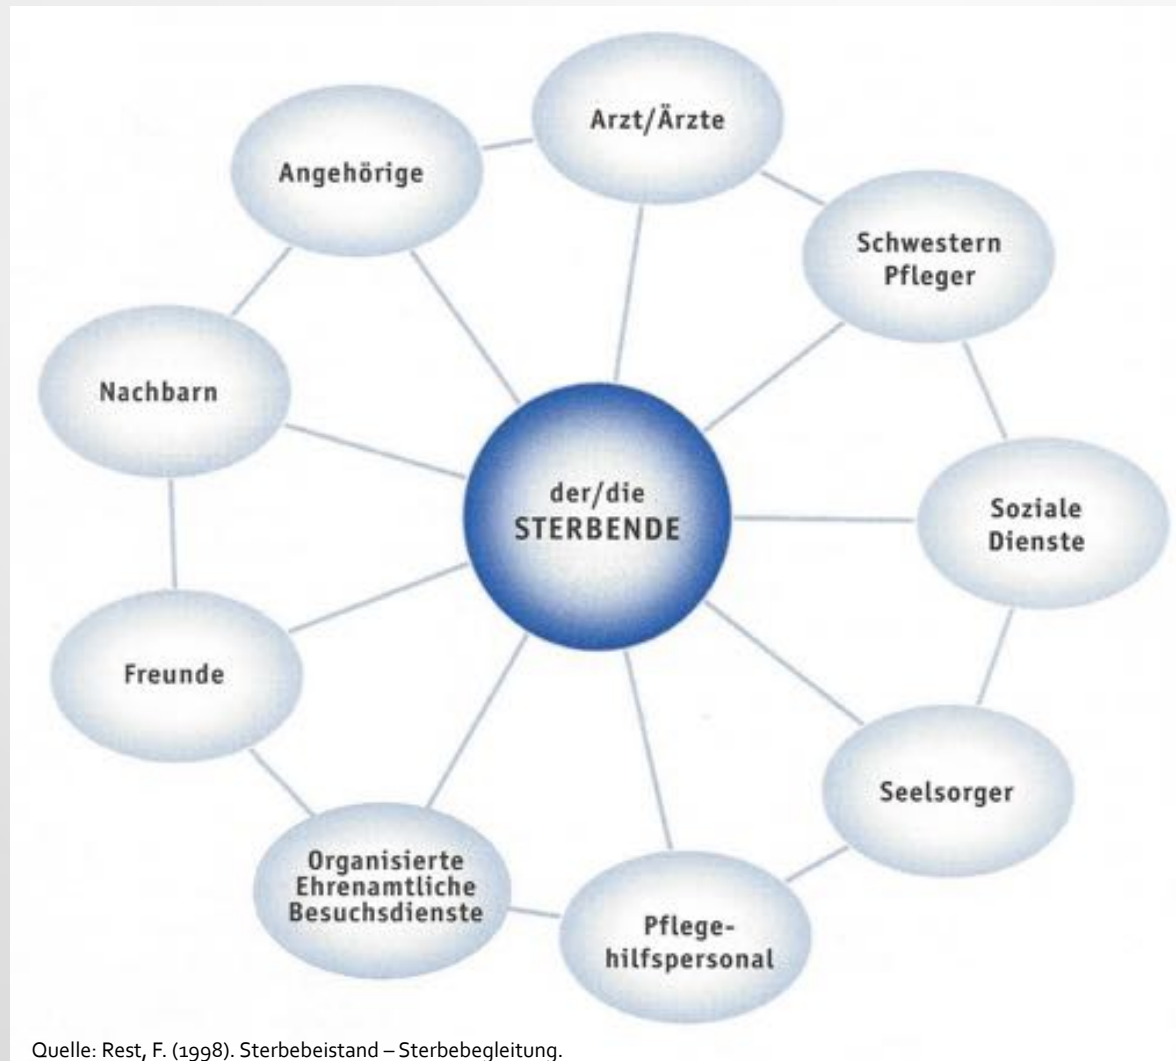 Arzt/Ärzte
Angehörige
Schwestern
Pfleger
Nachbarn
der/die
STERBENDE
Soziale
Dienste
Freunde
Seelsorger
Organisierte
Ehrenamtliche
Besuchsdienste
Pflege-
hilfspersonal
Quelle: Rest, F. (1998). Sterbebeistand – Sterbebegleitung.